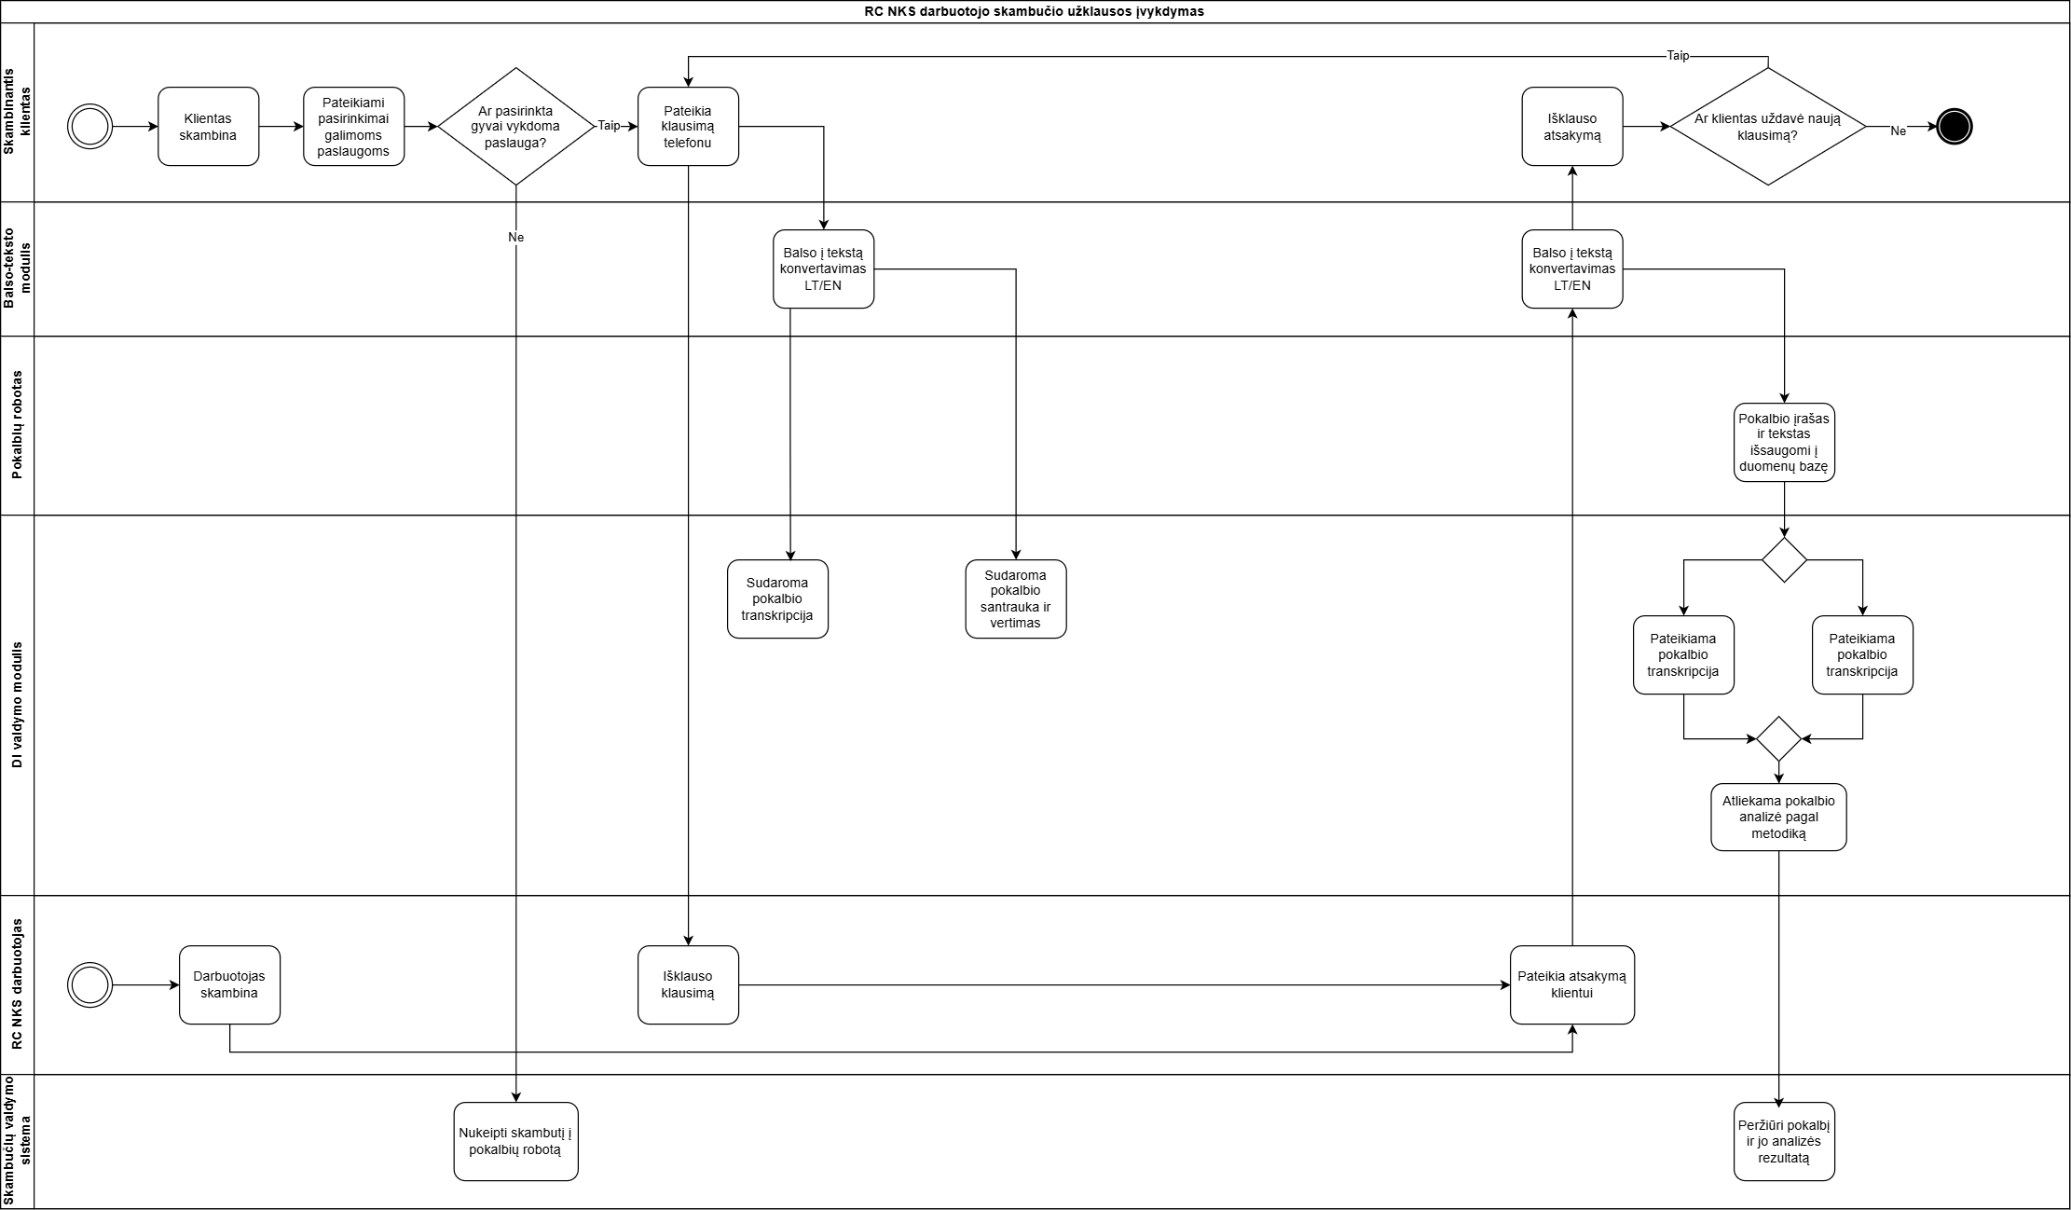 RC NKS darbuotojo skambučio užklausos įvykdymas
Skambinantis
klientas
Klientas
skambina
Pateikiami
pasirinkimai
galimoms
paslaugoms
Ar pasirinkta
gyvai vykdoma
paslauga?
Taip
Ne
Pateikia
klausimą
telefonu
Išklauso
atsakymą
Taip
Ar klientas uždavė naują
klausimą?
Ne
Balso-teksto
modulis
Balso į tekstą
konvertavimas
LT/EN
Balso į tekstą
konvertavimas
LT/EN
Pokalbių robotas
Pokalbio įrašas
ir tekstas
išsaugomi į
duomenų bazę
DI valdymo modulis
Sudaroma
pokalbio
transkripcija
Sudaroma
pokalbio
santrauka ir
vertimas
Pateikiama
pokalbio
transkripcija
Pateikiama
pokalbio
transkripcija
Atliekama pokalbio
analizė pagal
metodiką
RC NKS darbuotojas
Darbuotojas
skambina
Išklauso
klausimą
Pateikia atsakymą
klientui
Skambučių valdymo
sistema
Nukeipti skambutį į
pokalbių robotą
Peržiūri pokalbį
ir jo analizės
rezultatą